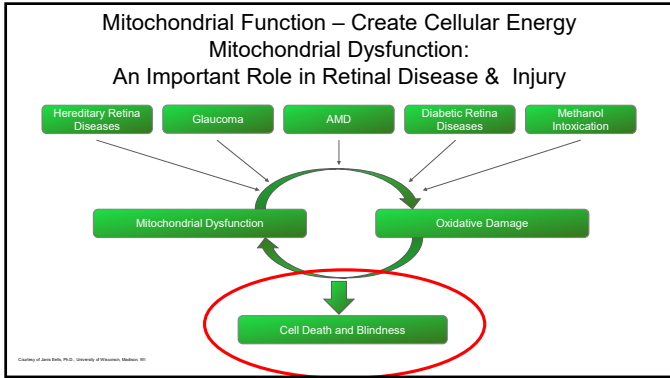 Mitochondrial Function – Create Cellular Energy
Mitochondrial Dysfunction:
An Important Role in Retinal Disease & Injury
Hereditary Retina
Diseases
Glaucoma
AMD
Diabetic Retina
Diseases
Methanol
Intoxication
Mitochondrial Dysfunction
Oxidative Damage
Cell Death and Blindness
Courtesy of Janis Eells, Ph.D., University of Wisconsin, Madison, WI